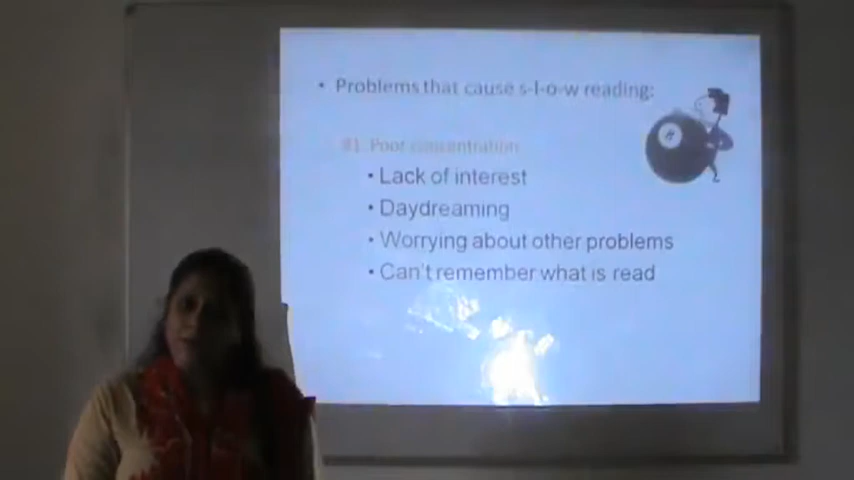 • Problems that cause s-l-o-w reading:
#1 Poor concentration
• Lack of interest
• Daydreaming
• Worrying about other problems
• Can't remember what is read
8